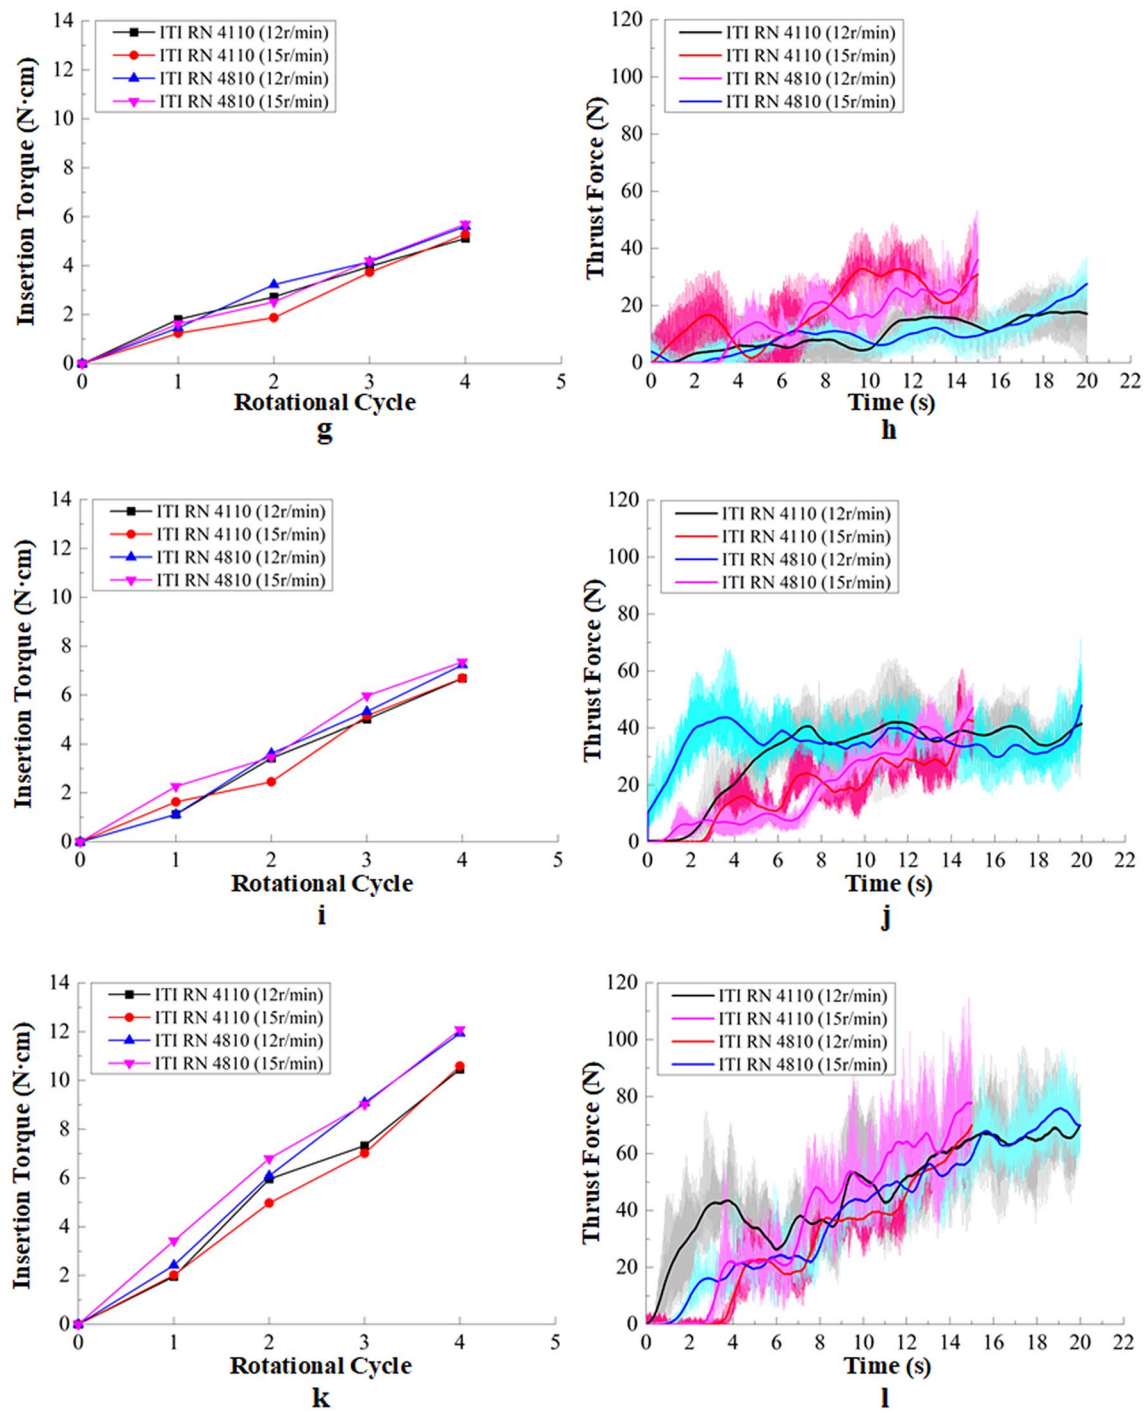 14
12
10
8
6
4
2
0
Insertion Torque (N·cm)
ITI RN 4110 (12r/min)
ITI RN 4110 (15r/min)
ITI RN 4810 (12r/min)
ITI RN 4810 (15r/min)
0 1 2 3 4 5
Rotational Cycle
g
120
100
80
60
40
20
0
Thrust Force (N)
ITI RN 4110 (12r/min)
ITI RN 4110 (15r/min)
ITI RN 4810 (12r/min)
ITI RN 4810 (15r/min)
0 2 4 6 8 10 12 14 16 18 20 22
Time (s)
h
14
12
10
8
6
4
2
0
Insertion Torque (N·cm)
ITI RN 4110 (12r/min)
ITI RN 4110 (15r/min)
ITI RN 4810 (12r/min)
ITI RN 4810 (15r/min)
0 1 2 3 4 5
Rotational Cycle
i
120
100
80
60
40
20
0
Thrust Force (N)
ITI RN 4110 (12r/min)
ITI RN 4110 (15r/min)
ITI RN 4810 (12r/min)
ITI RN 4810 (15r/min)
0 2 4 6 8 10 12 14 16 18 20 22
Time (s)
j
14
12
10
8
6
4
2
0
Insertion Torque (N·cm)
ITI RN 4110 (12r/min)
ITI RN 4110 (15r/min)
ITI RN 4810 (12r/min)
ITI RN 4810 (15r/min)
0 1 2 3 4 5
Rotational Cycle
k
120
100
80
60
40
20
0
Thrust Force (N)
ITI RN 4110 (12r/min)
ITI RN 4110 (15r/min)
ITI RN 4810 (12r/min)
ITI RN 4810 (15r/min)
0 2 4 6 8 10 12 14 16 18 20 22
Time (s)
l